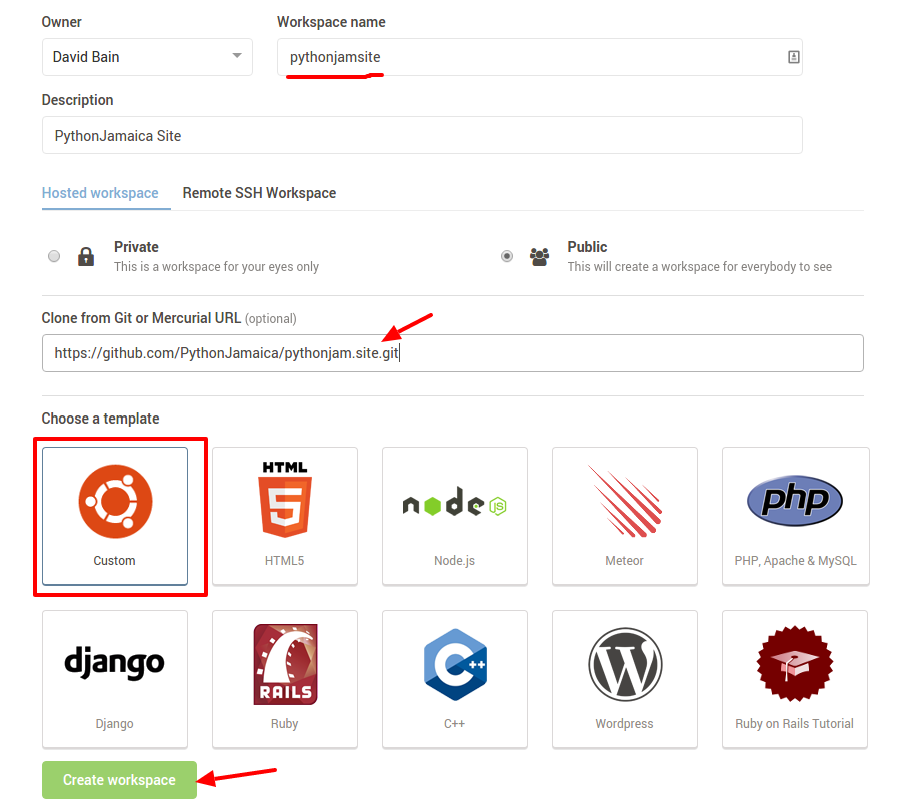 Owner
Workspace name
David Bain
pythonjamsite
Description
PythonJamaica Site
Hosted workspace
Remote SSH Workspace
Private
This is a workspace for your eyes only
Public
This will create a workspace for everybody to see
Clone from Git or Mercurial URL (optional)
https://github.com/PythonJamaica/pythonjam.site.git
Choose a template
HTML
5
node
JS
php
Custom
HTML5
Node.js
Meteor
PHP, Apache & MySQL
django
RAILS
C++
W
Django
Ruby
C++
Wordpress
Ruby on Rails Tutorial
Create workspace